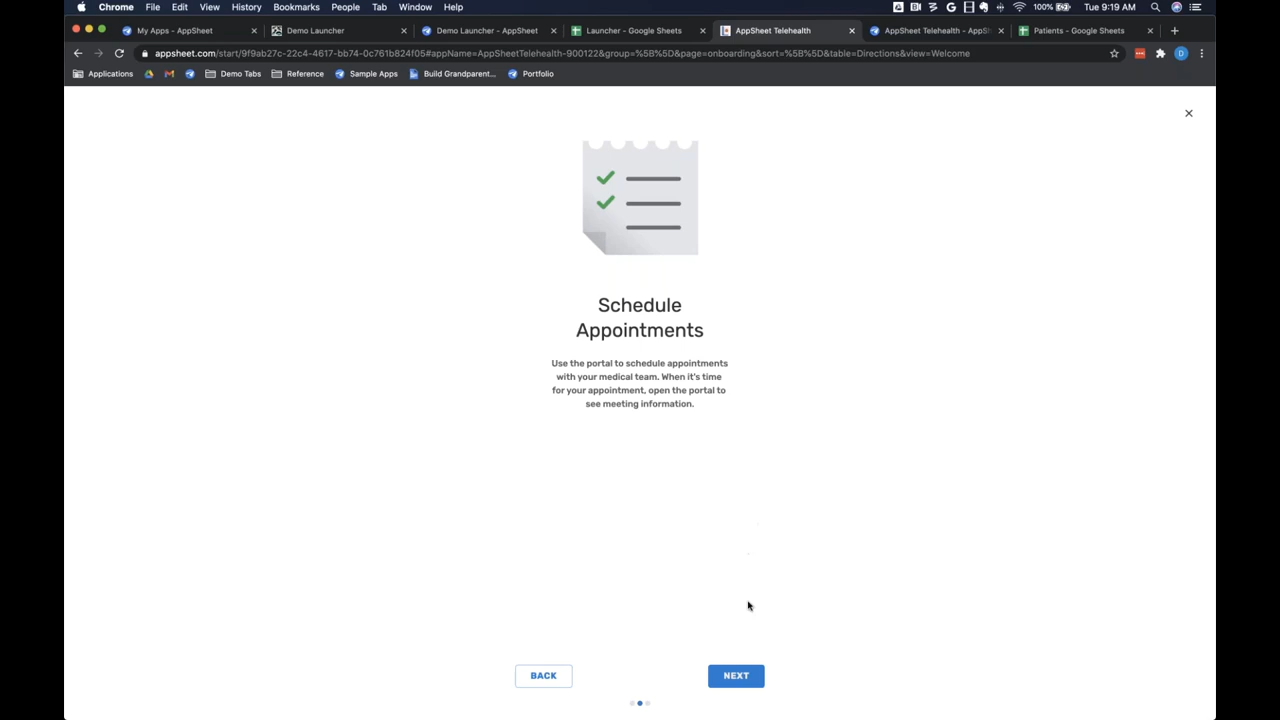 Chrome File Edit View History Bookmarks People Tab Window Help 100% Tue 9:19 AM
My Apps - AppSheet Demo Launcher Demo Launcher - AppSheet Launcher - Google Sheets AppSheet Telehealth AppSheet Telehealth - AppSh Patients - Google Sheets
appsheet.com/start/9f9ab27c-22c4-4617-bb74-0c761b824f05#appName=AppSheetTelehealth-900122&group=%5B%5D&page=onboarding&sort=%5B%5D&table=Directions&view=Welcome
Applications Demo Tabs Reference Sample Apps Build Grandparent... Portfolio
Schedule
Appointments
Use the portal to schedule appointments
with your medical team. When it's time
for your appointment, open the portal to
see meeting information.
BACK NEXT